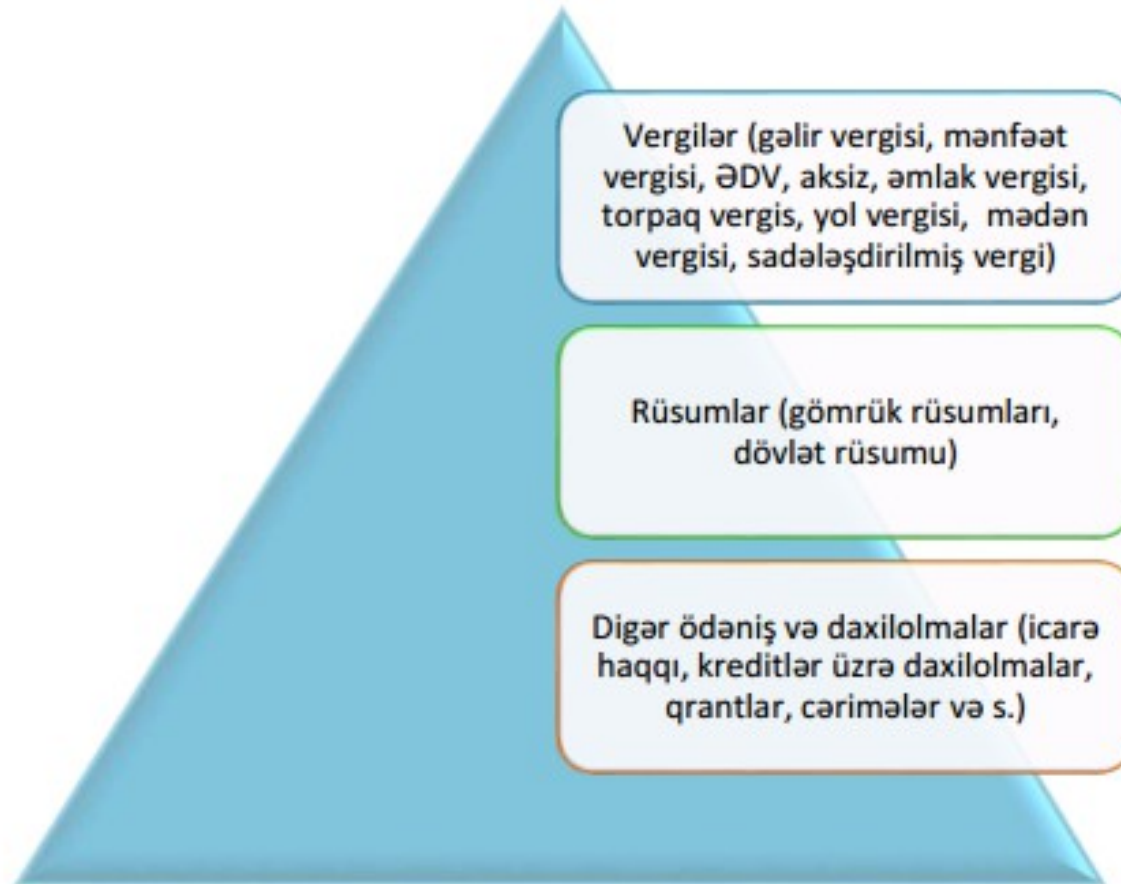 Vergilər (gəlir vergisi, mənfəət
vergisi, ƏDV, aksiz, əmlak vergisi,
torpaq vergis, yol vergisi, mədən
vergisi, sadələşdirilmiş vergi)
Rüsumlar (gömrük rüsumları,
dövlət rüsumu)
Digər ödəniş və daxilolmalar (icarə
haqqı, kreditlər üzrə daxilolmalar,
qrantlar, cərimələr və s.)